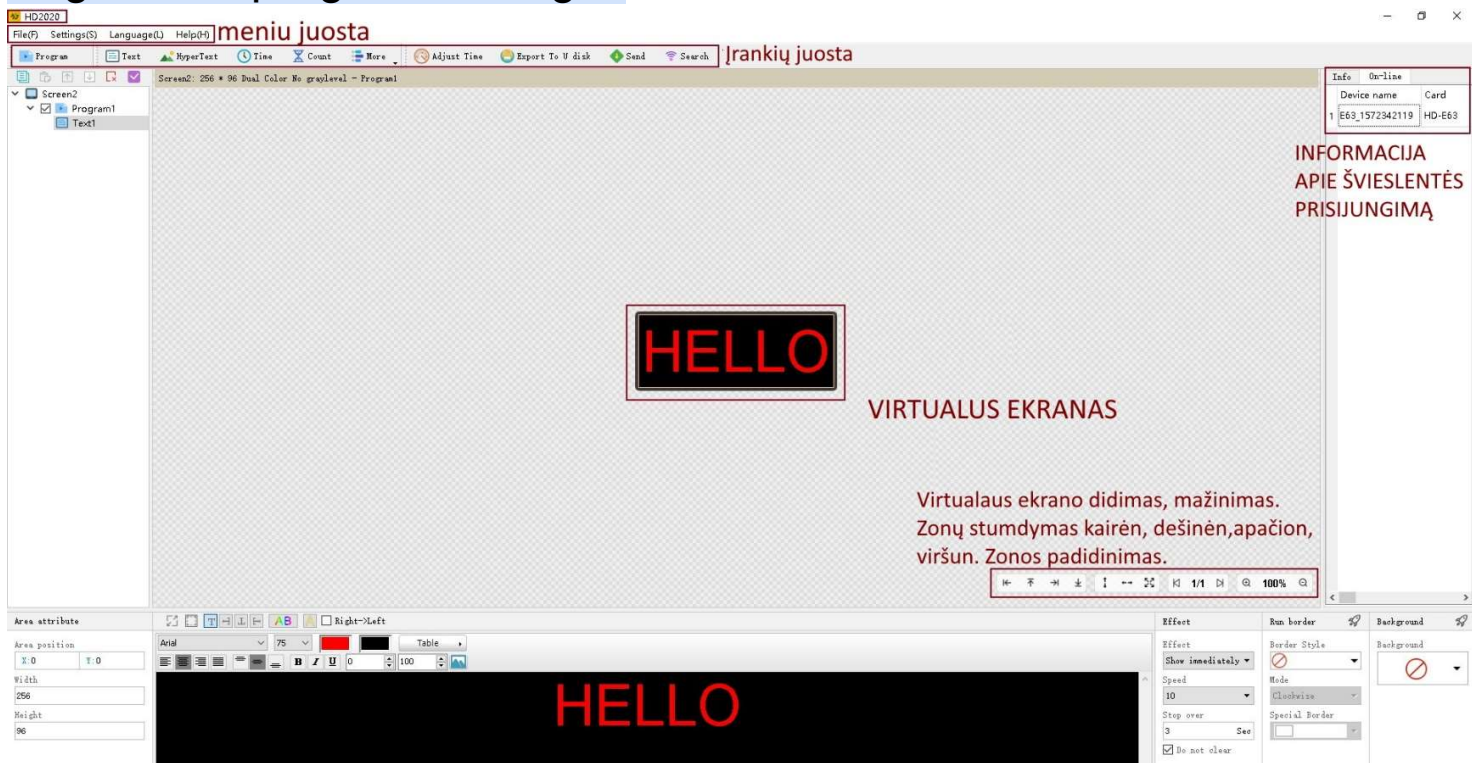 HD2020
File(F) Settings(S) Language(L) Help(H) meniu juosta
Program Text HyperText Time Count More Adjust Time Export To U disk Send Search Įrankių juosta
Screen2: 256 * 96 Dual Color No graylevel - Program1
Info On-line
Screen2
Device name Card
Program1
1 E63_1572342119 HD-E63
Text1
INFORMACIJA
APIE ŠVIESLENTĖS
PRISIJUNGIMĄ
HELLO
VIRTUALUS EKRANAS
Virtualaus ekrano didimas, mažinimas.
Zonų stumdymas kairėn, dešinėn,apačion,
viršun. Zonos padidinimas.
1/1 100%
Area attribute
AB A Right->Left
Effect Run border Background
Area position
Arial 75 Table
Effect Border Style Background
X:0 Y:0
B I U 0 100
Show immediately
Width
Speed Mode
256
10 Clockwise
HELLO
Height
Stop over Special Border
96
3 Sec
Do not clear